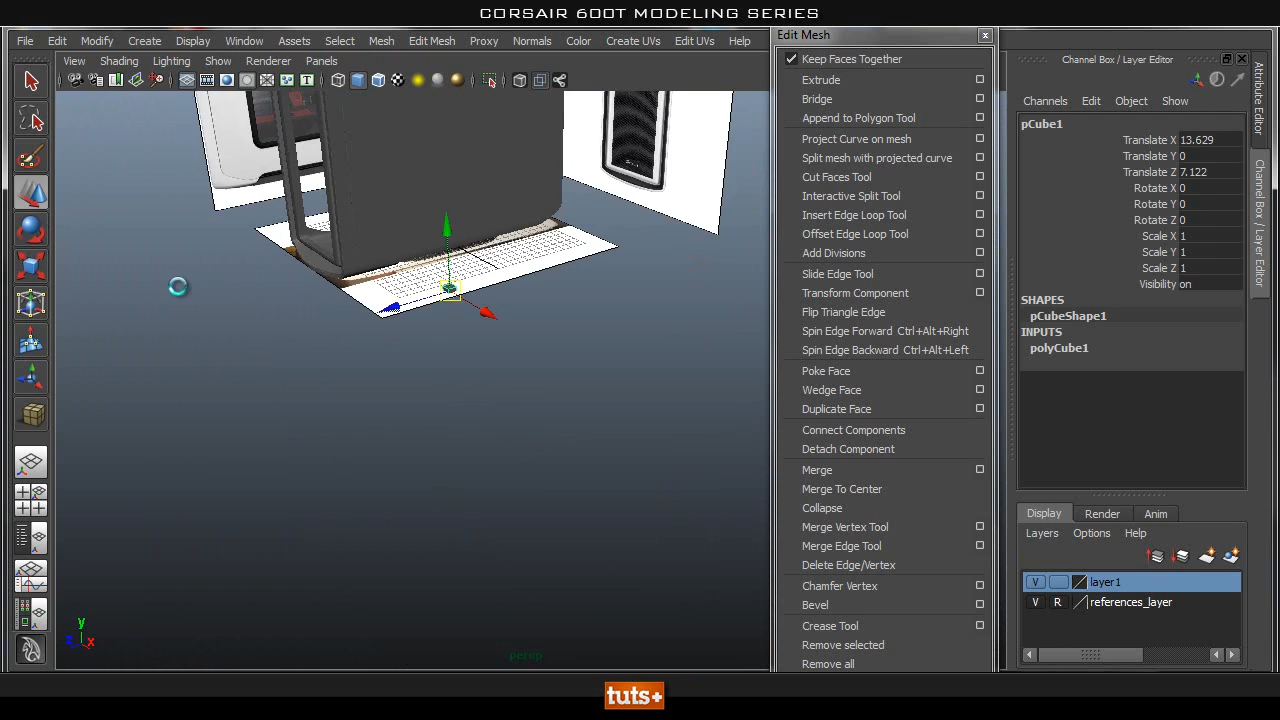 CORSAIR 600T MODELING SERIES
File Edit Modify Create Display Window Assets Select Mesh Edit Mesh Proxy Normals Color Create UVs Edit UVs Help
View Shading Lighting Show Renderer Panels
Edit Mesh
Keep Faces Together
Extrude
Bridge
Append to Polygon Tool
Project Curve on mesh
Split mesh with projected curve
Cut Faces Tool
Interactive Split Tool
Insert Edge Loop Tool
Offset Edge Loop Tool
Add Divisions
Slide Edge Tool
Transform Component
Flip Triangle Edge
Spin Edge Forward Ctrl+Alt+Right
Spin Edge Backward Ctrl+Alt+Left
Poke Face
Wedge Face
Duplicate Face
Connect Components
Detach Component
Merge
Merge To Center
Collapse
Merge Vertex Tool
Merge Edge Tool
Delete Edge/Vertex
Chamfer Vertex
Bevel
Crease Tool
Remove selected
Remove all
Channel Box / Layer Editor
Channels Edit Object Show
pCube1
Translate X 13.629
Translate Y 0
Translate Z 7.122
Rotate X 0
Rotate Y 0
Rotate Z 0
Scale X 1
Scale Y 1
Scale Z 1
Visibility on
SHAPES
pCubeShape1
INPUTS
polyCube1
Display Render Anim
Layers Options Help
V layer1
V R references_layer
Attribute Editor
Channel Box / Layer Editor
y
z x
persp
tuts+